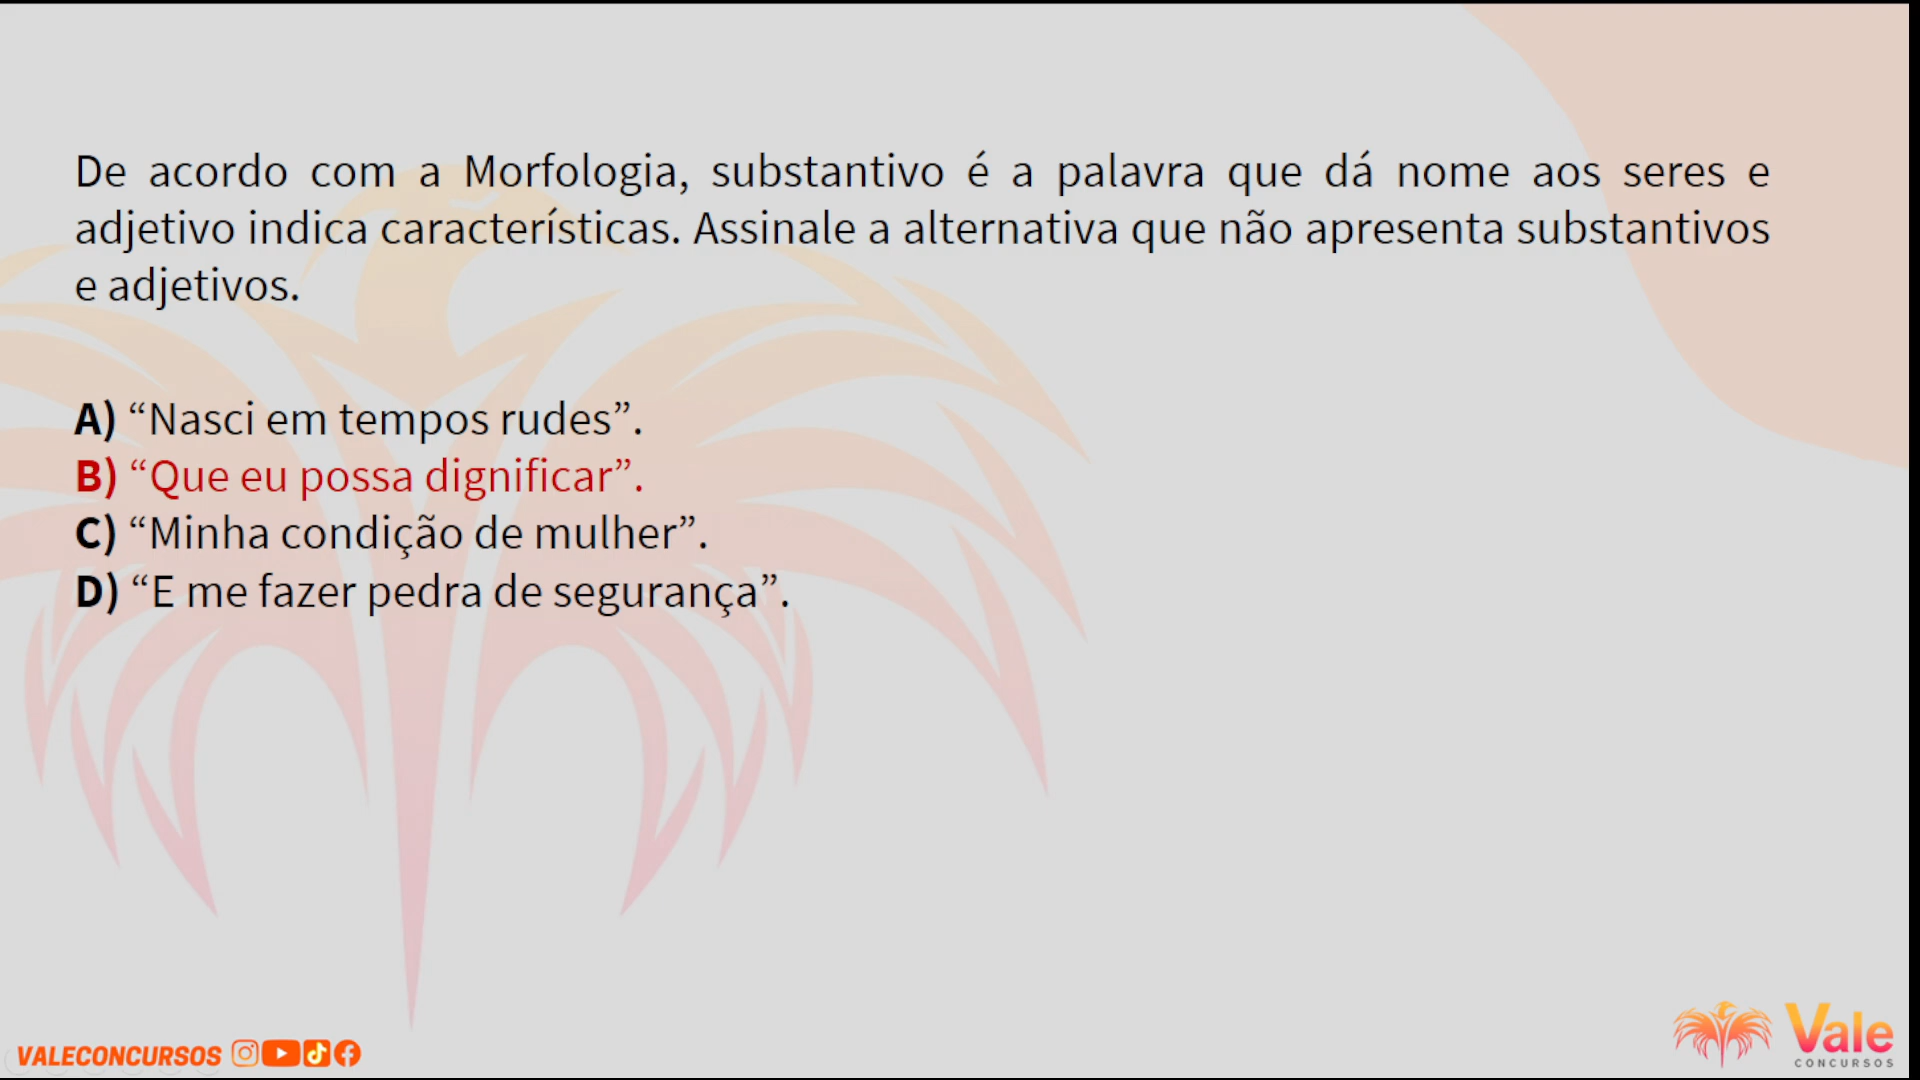 De acordo com a Morfologia, substantivo é a palavra que dá nome aos seres e
adjetivo indica características. Assinale a alternativa que não apresenta substantivos
e adjetivos.
A) “Nasci em tempos rudes”.
B) “Que eu possa dignificar”.
C) “Minha condição de mulher”.
D) “E me fazer pedra de segurança”.
VALECONCURSOS
Vale
CONCURSOS